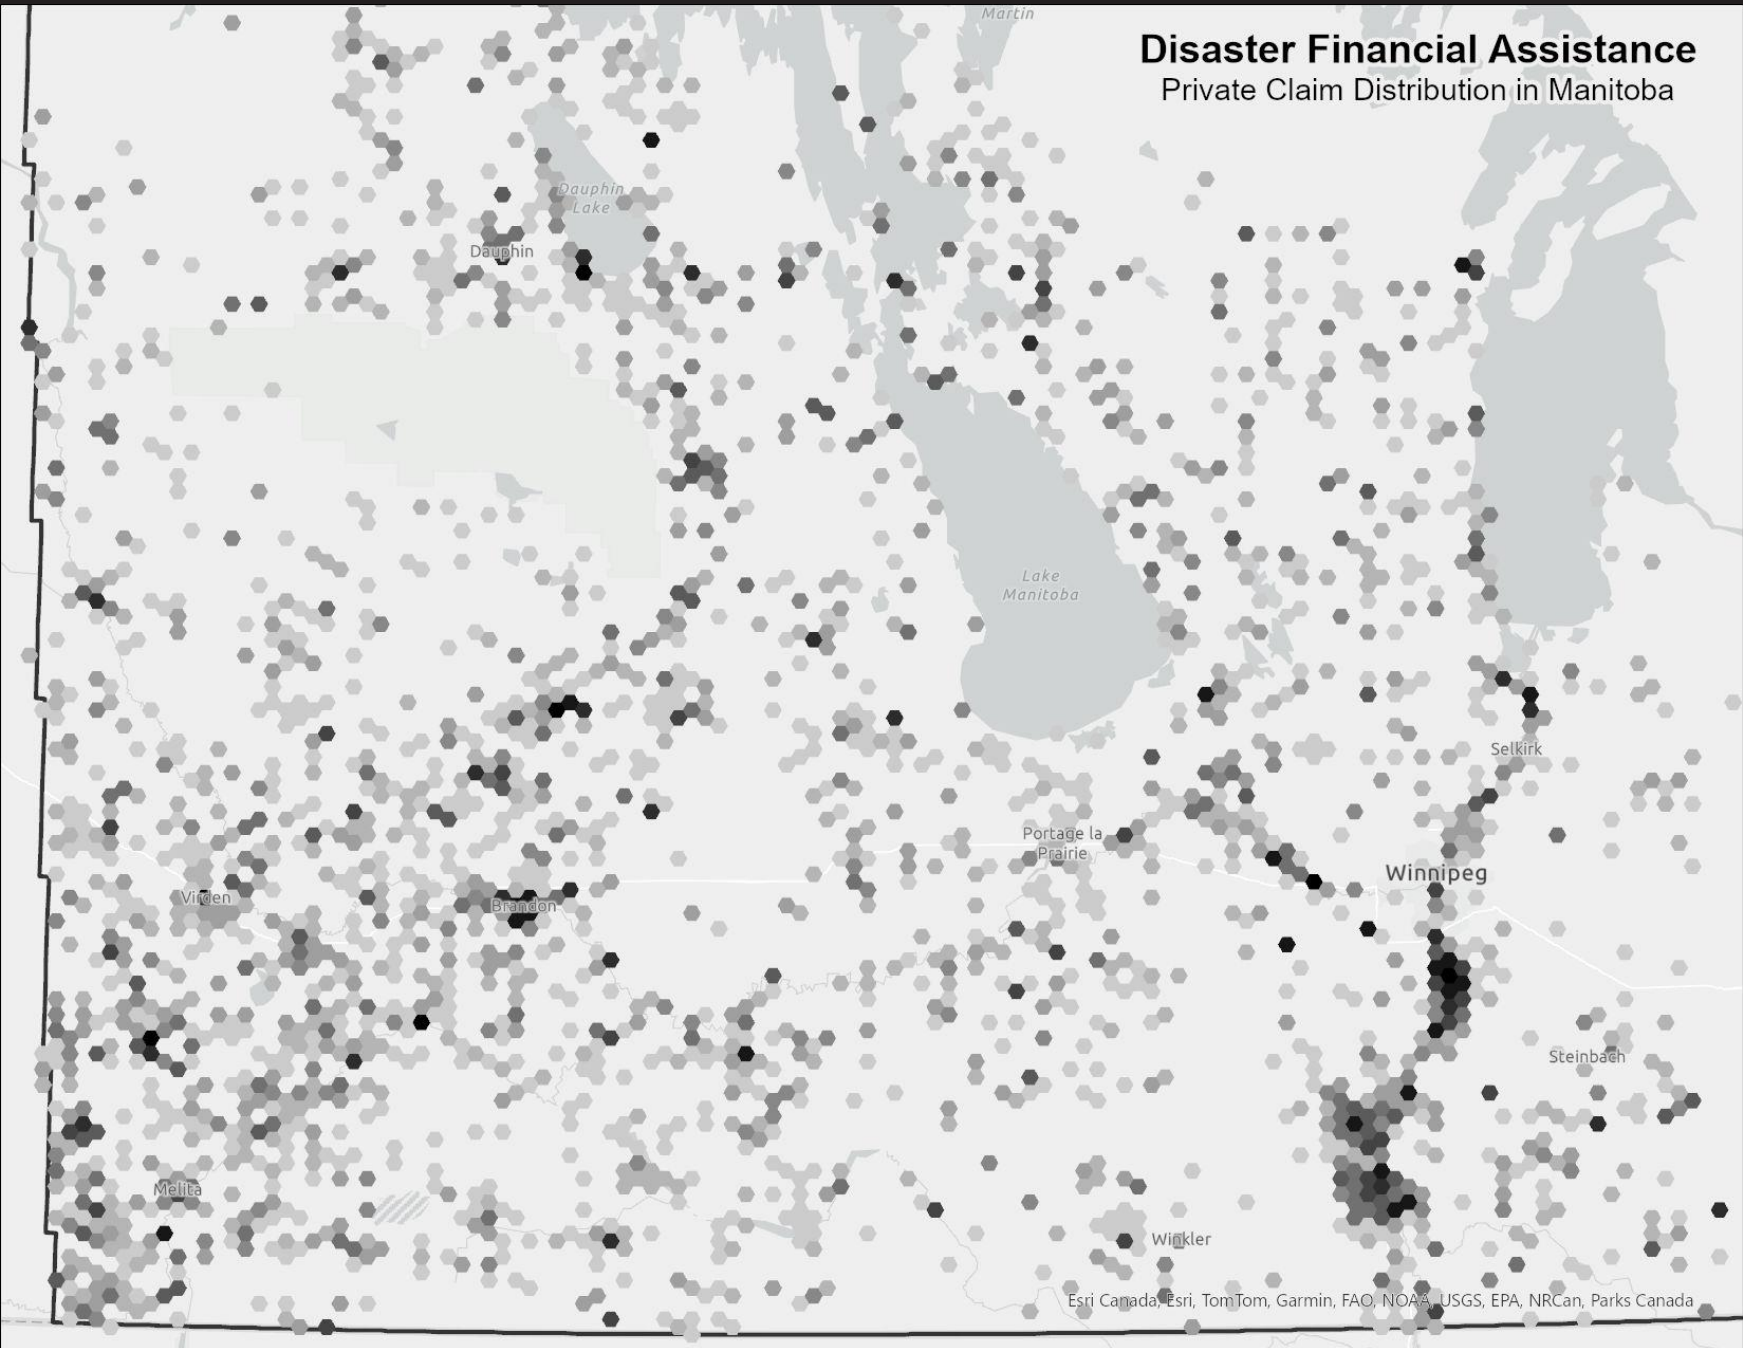 Martin
Disaster Financial Assistance
Private Claim Distribution in Manitoba
Dauphin
Lake
Dauphin
Lake
Manitoba
Selkirk
Portage la
Prairie
Winnipeg
Virden
Brandon
Steinbach
Melita
Winkler
Esri Canada, Esri, TomTom, Garmin, FAO, NOAA, USGS, EPA, NRCan, Parks Canada